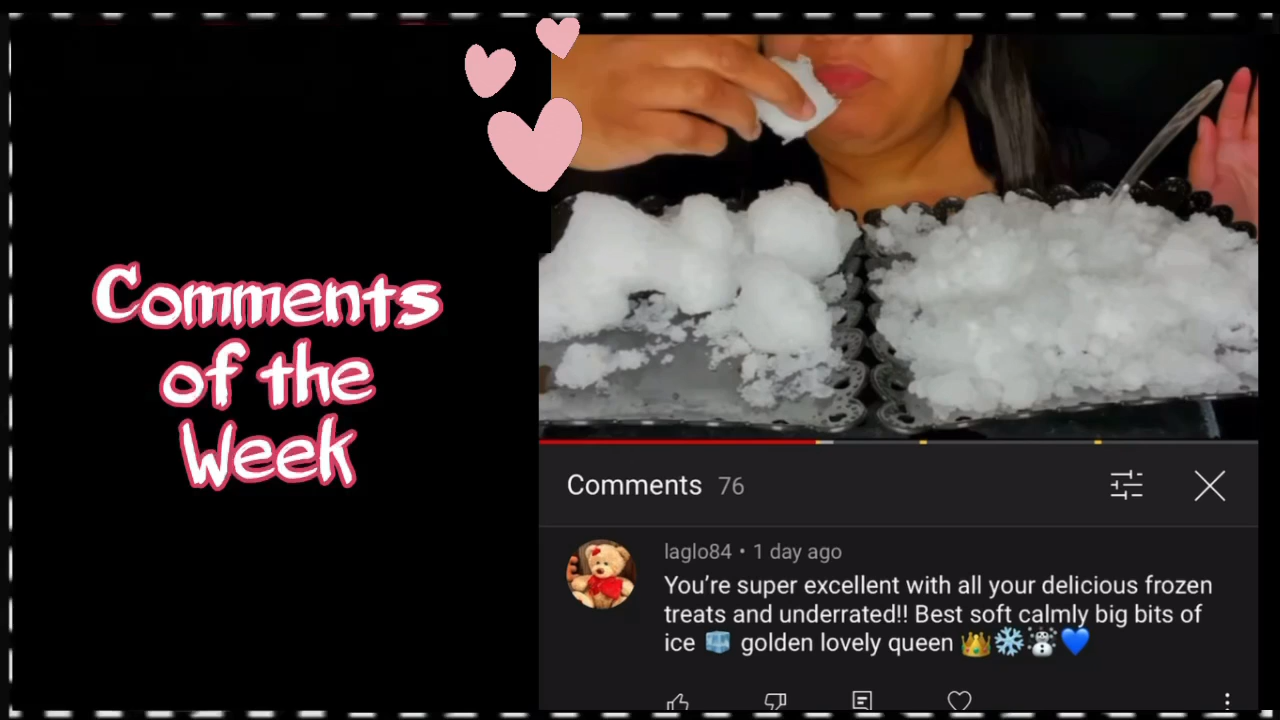 Comments
of the
Week
Comments 76
laglo84 • 1 day ago
You're super excellent with all your delicious frozen
treats and underrated!! Best soft calmly big bits of
ice 🧊 golden lovely queen 👑❄️☃️💙